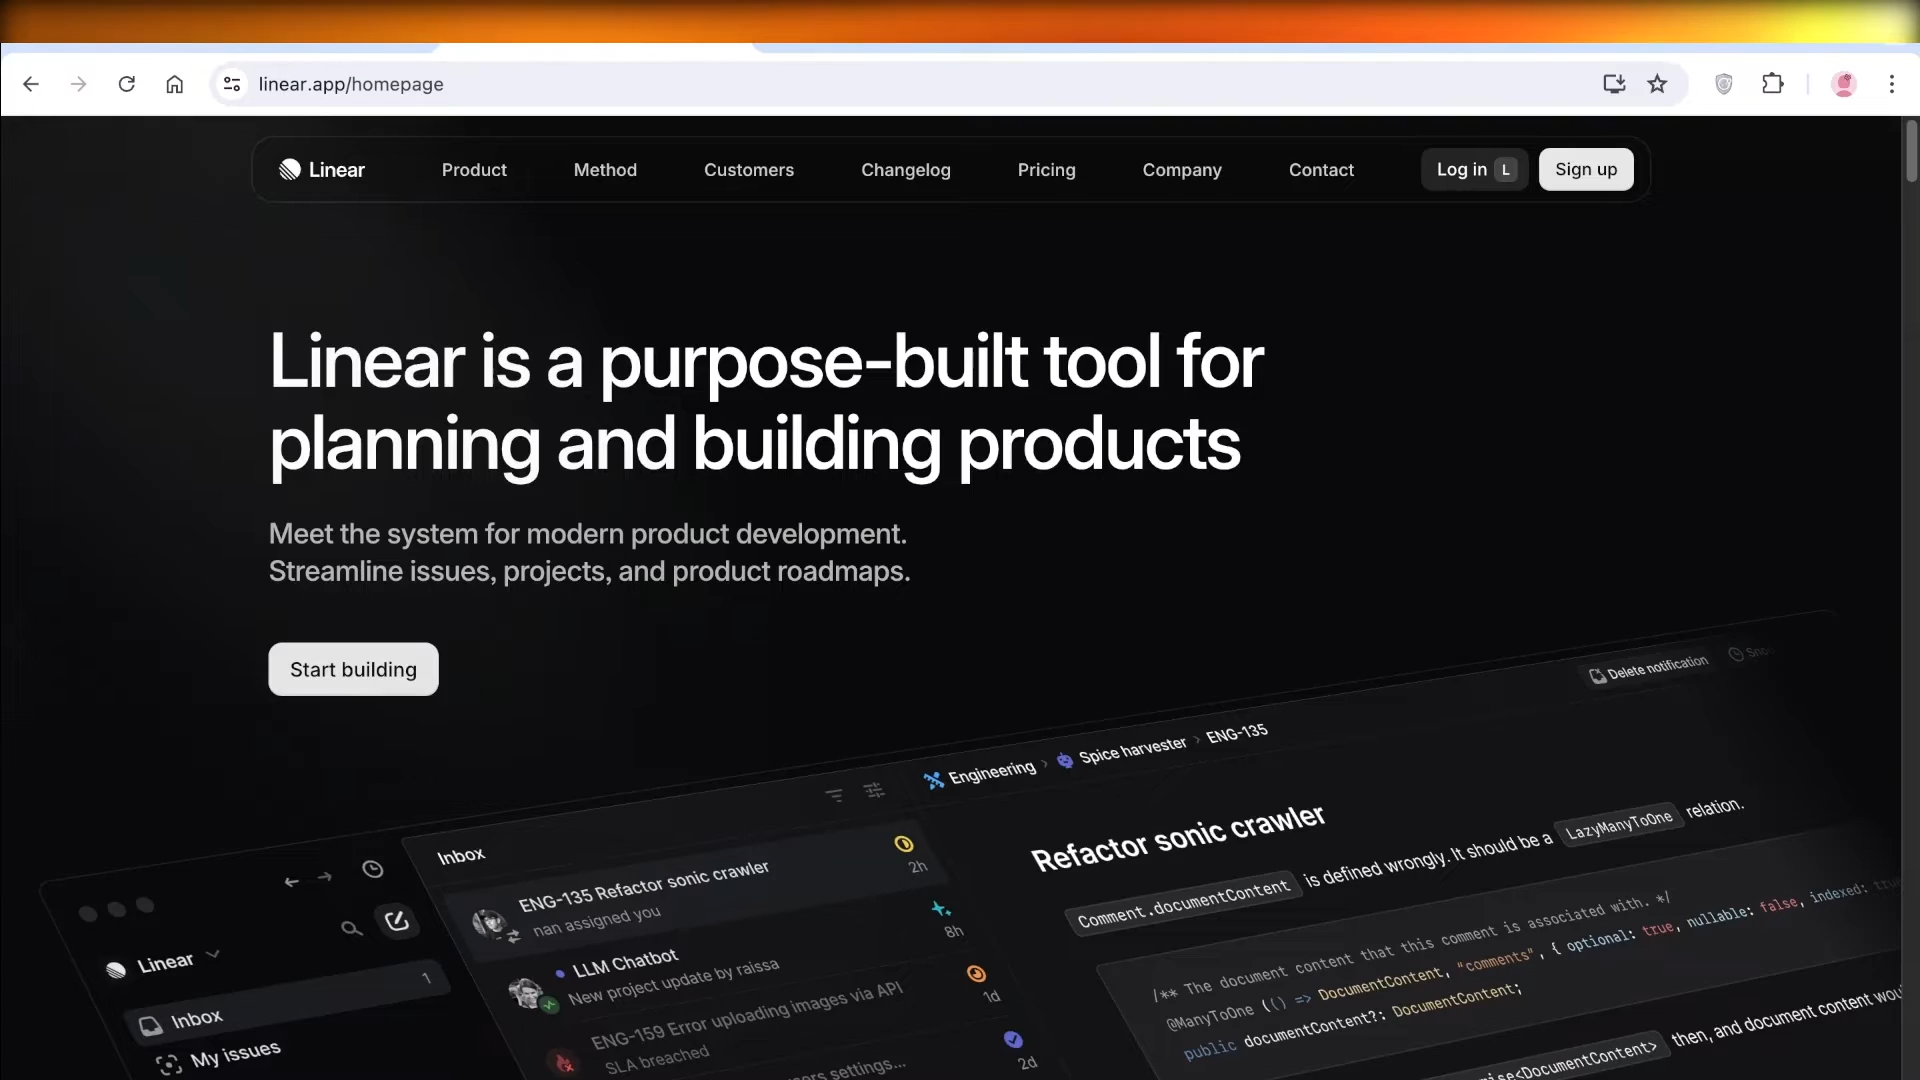 linear.app/homepage
Linear
Product
Method
Customers
Changelog
Pricing
Company
Contact
Log in L
Sign up
Linear is a purpose-built tool for
planning and building products
Meet the system for modern product development.
Streamline issues, projects, and product roadmaps.
Start building
Delete notification
Engineering › Spice harvester › ENG-135
Linear
Inbox 1
My issues
Inbox
ENG-135 Refactor sonic crawler
nan assigned you
2h
LLM Chatbot
New project update by raissa
8h
ENG-159 Error uploading images via API
SLA breached
1d
settings...
2d
Refactor sonic crawler
Comment.documentContent is defined wrongly. It should be a LazyManyToOne relation.
/** The document content that this comment is associated with. */
@ManyToOne (() => DocumentContent, "comments", { optional: true, nullable: false, indexed: true
public documentContent?: DocumentContent;
<DocumentContent> then, and document content